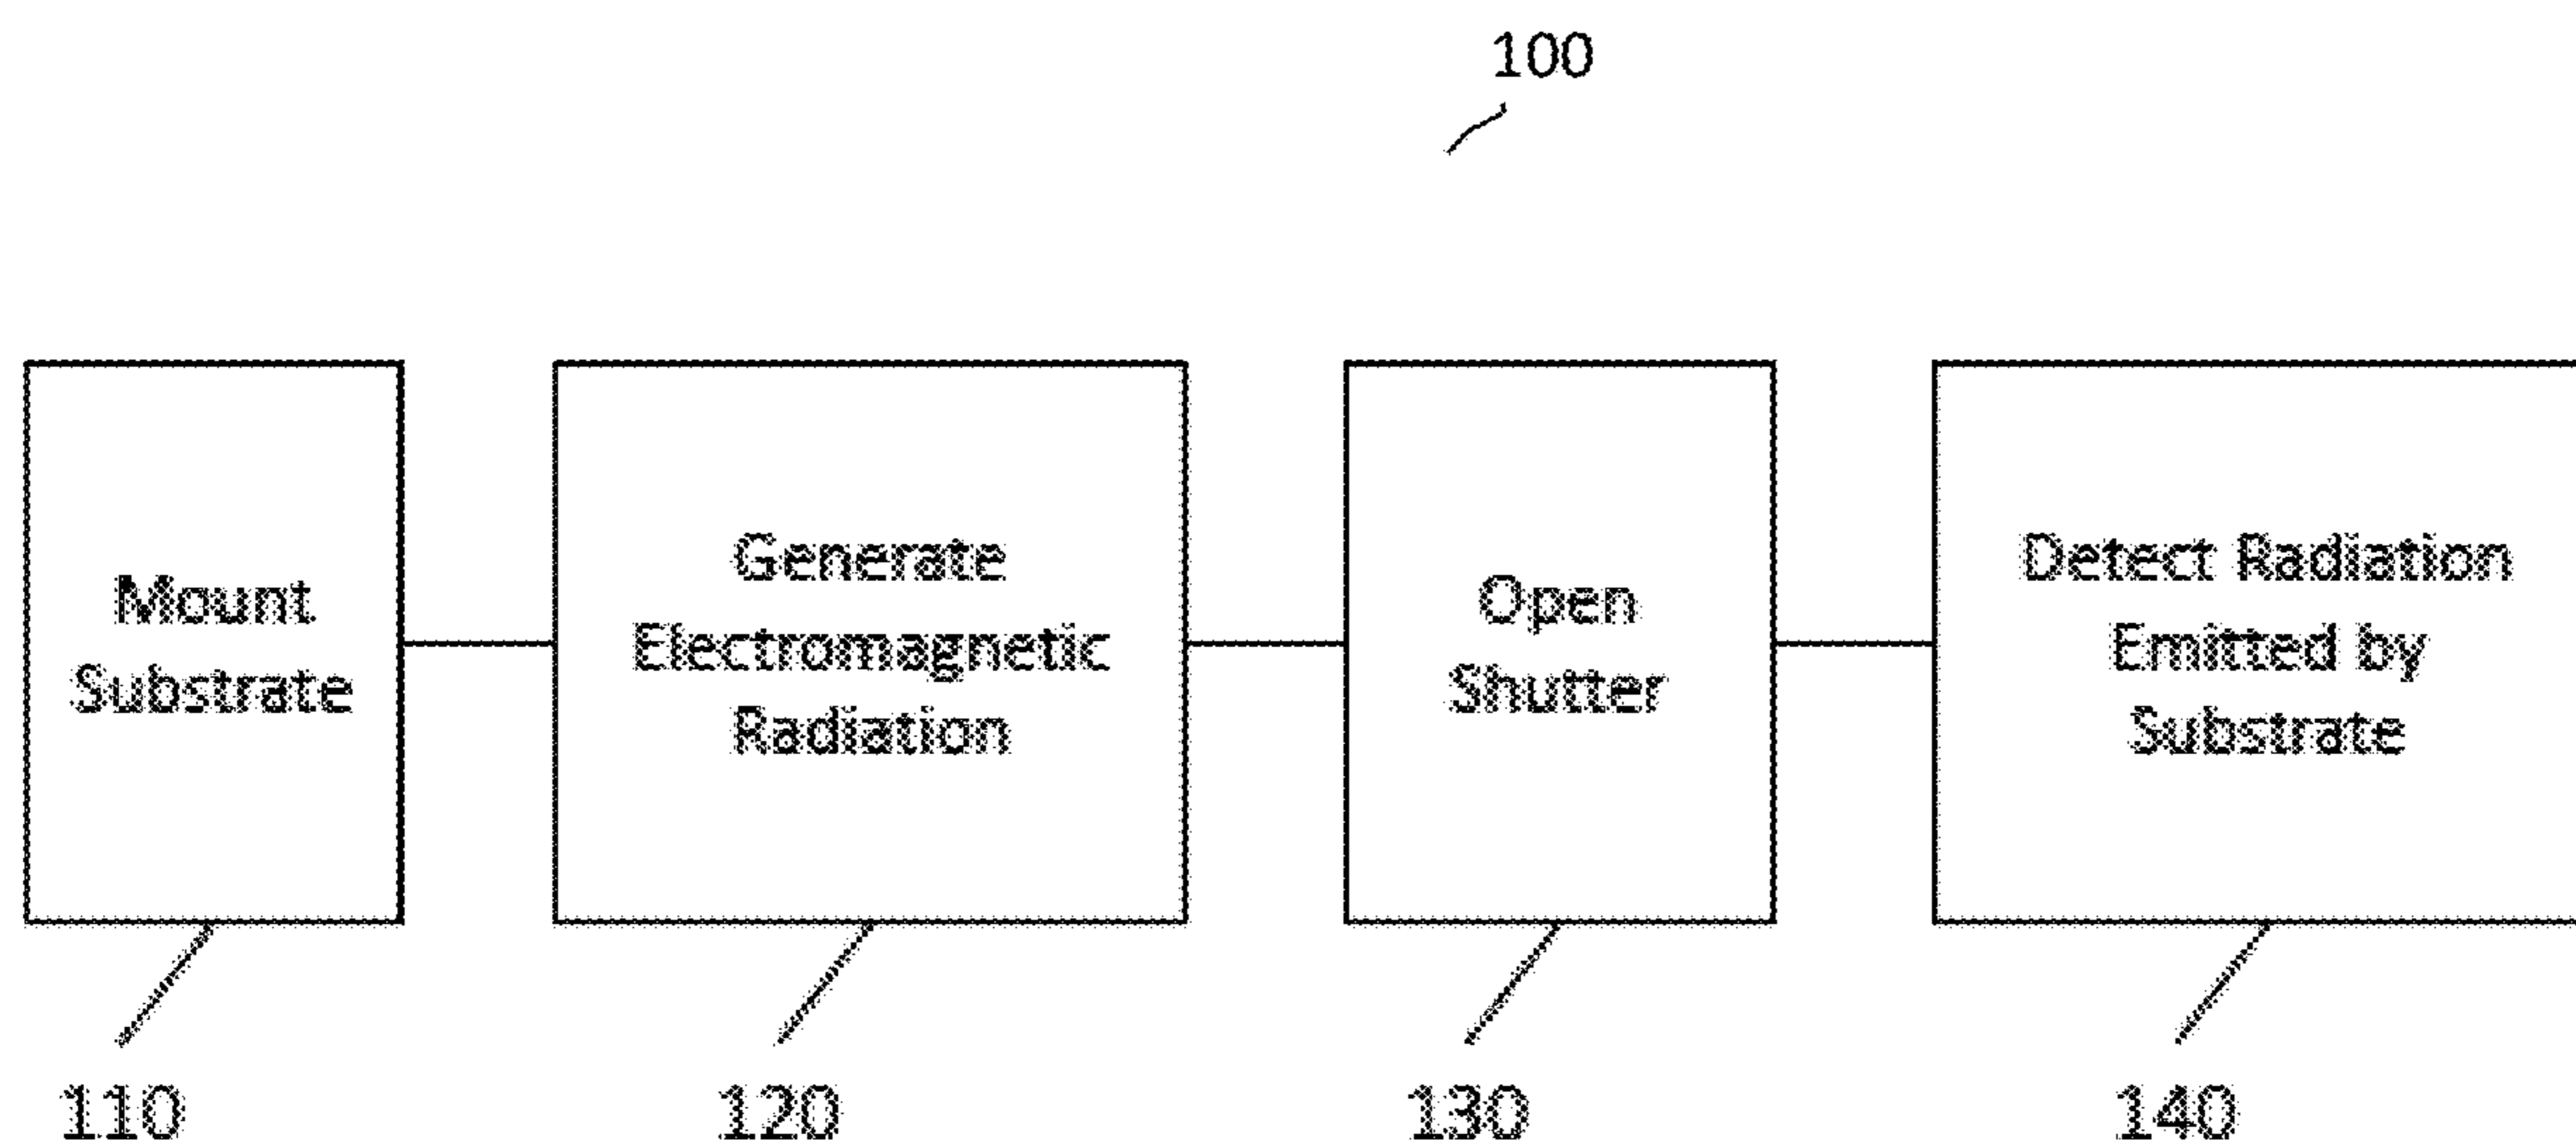 100
Mount
Substrate
Generate
Electromagnetic
Radiation
Open
Shutter
Detect Radiation
Emitted by
Substrate
110
120
130
140